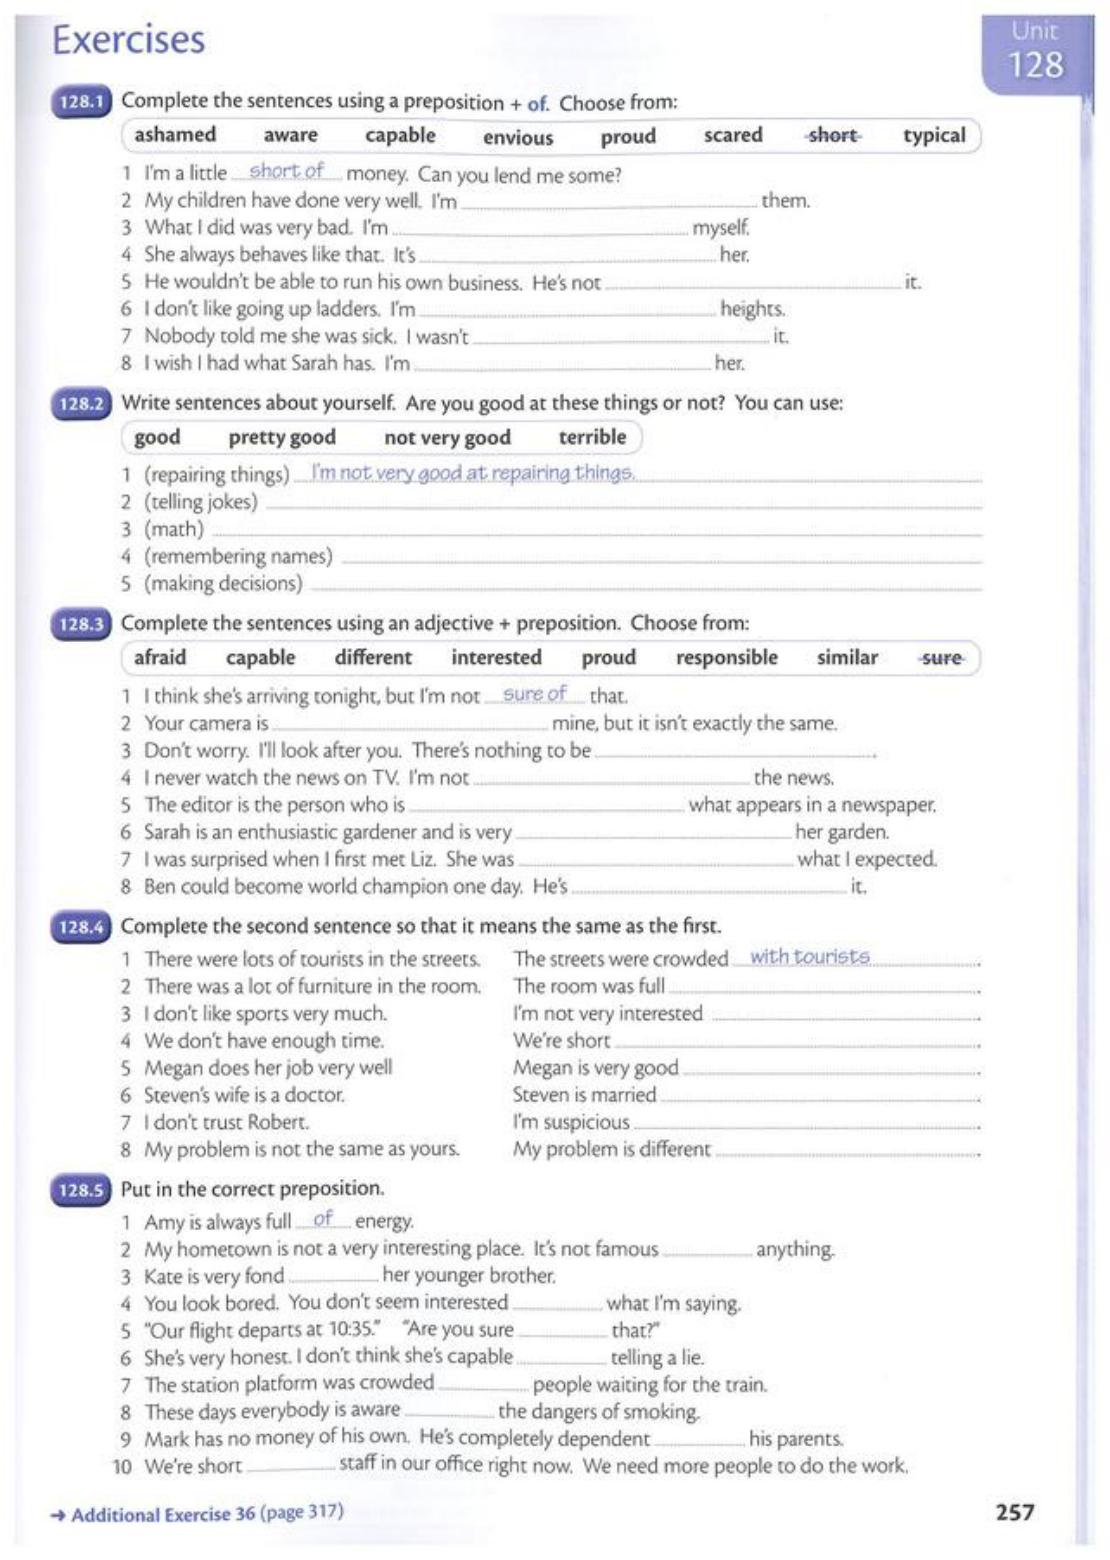 Exercises
Unit
128
128.1 Complete the sentences using a preposition + of. Choose from:
ashamed aware capable envious proud scared short typical
1 I'm a little short of money. Can you lend me some?
2 My children have done very well. I'm them.
3 What I did was very bad. I'm myself.
4 She always behaves like that. It's her.
5 He wouldn't be able to run his own business. He's not it.
6 I don't like going up ladders. I'm heights.
7 Nobody told me she was sick. I wasn't it.
8 I wish I had what Sarah has. I'm her.
128.2 Write sentences about yourself. Are you good at these things or not? You can use:
good pretty good not very good terrible
1 (repairing things) I'm not very good at repairing things.
2 (telling jokes)
3 (math)
4 (remembering names)
5 (making decisions)
128.3 Complete the sentences using an adjective + preposition. Choose from:
afraid capable different interested proud responsible similar sure
1 I think she's arriving tonight, but I'm not sure of that.
2 Your camera is mine, but it isn't exactly the same.
3 Don't worry. I'll look after you. There's nothing to be .
4 I never watch the news on TV. I'm not the news.
5 The editor is the person who is what appears in a newspaper.
6 Sarah is an enthusiastic gardener and is very her garden.
7 I was surprised when I first met Liz. She was what I expected.
8 Ben could become world champion one day. He's it.
128.4 Complete the second sentence so that it means the same as the first.
1 There were lots of tourists in the streets. The streets were crowded with tourists .
2 There was a lot of furniture in the room. The room was full .
3 I don't like sports very much. I'm not very interested .
4 We don't have enough time. We're short .
5 Megan does her job very well Megan is very good .
6 Steven's wife is a doctor. Steven is married .
7 I don't trust Robert. I'm suspicious .
8 My problem is not the same as yours. My problem is different .
128.5 Put in the correct preposition.
1 Amy is always full of energy.
2 My hometown is not a very interesting place. It's not famous anything.
3 Kate is very fond her younger brother.
4 You look bored. You don't seem interested what I'm saying.
5 "Our flight departs at 10:35." "Are you sure that?"
6 She's very honest. I don't think she's capable telling a lie.
7 The station platform was crowded people waiting for the train.
8 These days everybody is aware the dangers of smoking.
9 Mark has no money of his own. He's completely dependent his parents.
10 We're short staff in our office right now. We need more people to do the work.
→ Additional Exercise 36 (page 317)
257